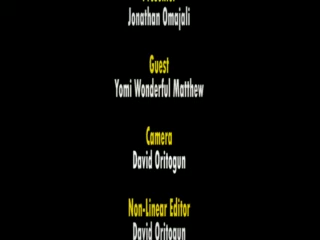 Jonathan Omajali
Guest
Yomi Wonderful Matthew
Camera
David Oritogun
Non-Linear Editor
David Oritogun